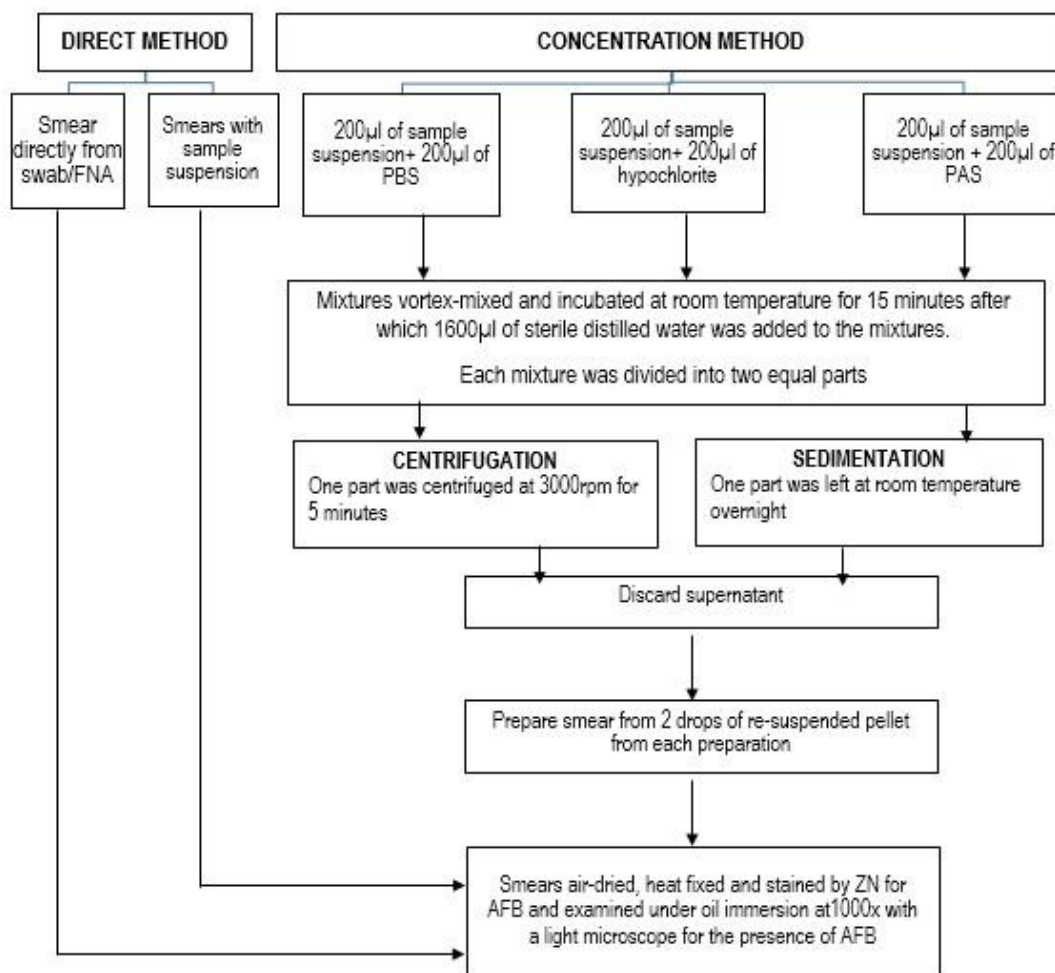 DIRECT METHOD
CONCENTRATION METHOD
Smear
directly from
swab/FNA
Smears with
sample
suspension
200µl of sample
suspension+ 200µl of
PBS
200µl of sample
suspension+ 200µl of
hypochlorite
200µl of sample
suspension + 200µl of
PAS
Mixtures vortex-mixed and incubated at room temperature for 15 minutes after
which 1600µl of sterile distilled water was added to the mixtures.
Each mixture was divided into two equal parts
CENTRIFUGATION
One part was centrifuged at 3000rpm for
5 minutes
SEDIMENTATION
One part was left at room temperature
overnight
Discard supernatant
Prepare smear from 2 drops of re-suspended pellet
from each preparation
Smears air-dried, heat fixed and stained by ZN for
AFB and examined under oil immersion at1000x with
a light microscope for the presence of AFB